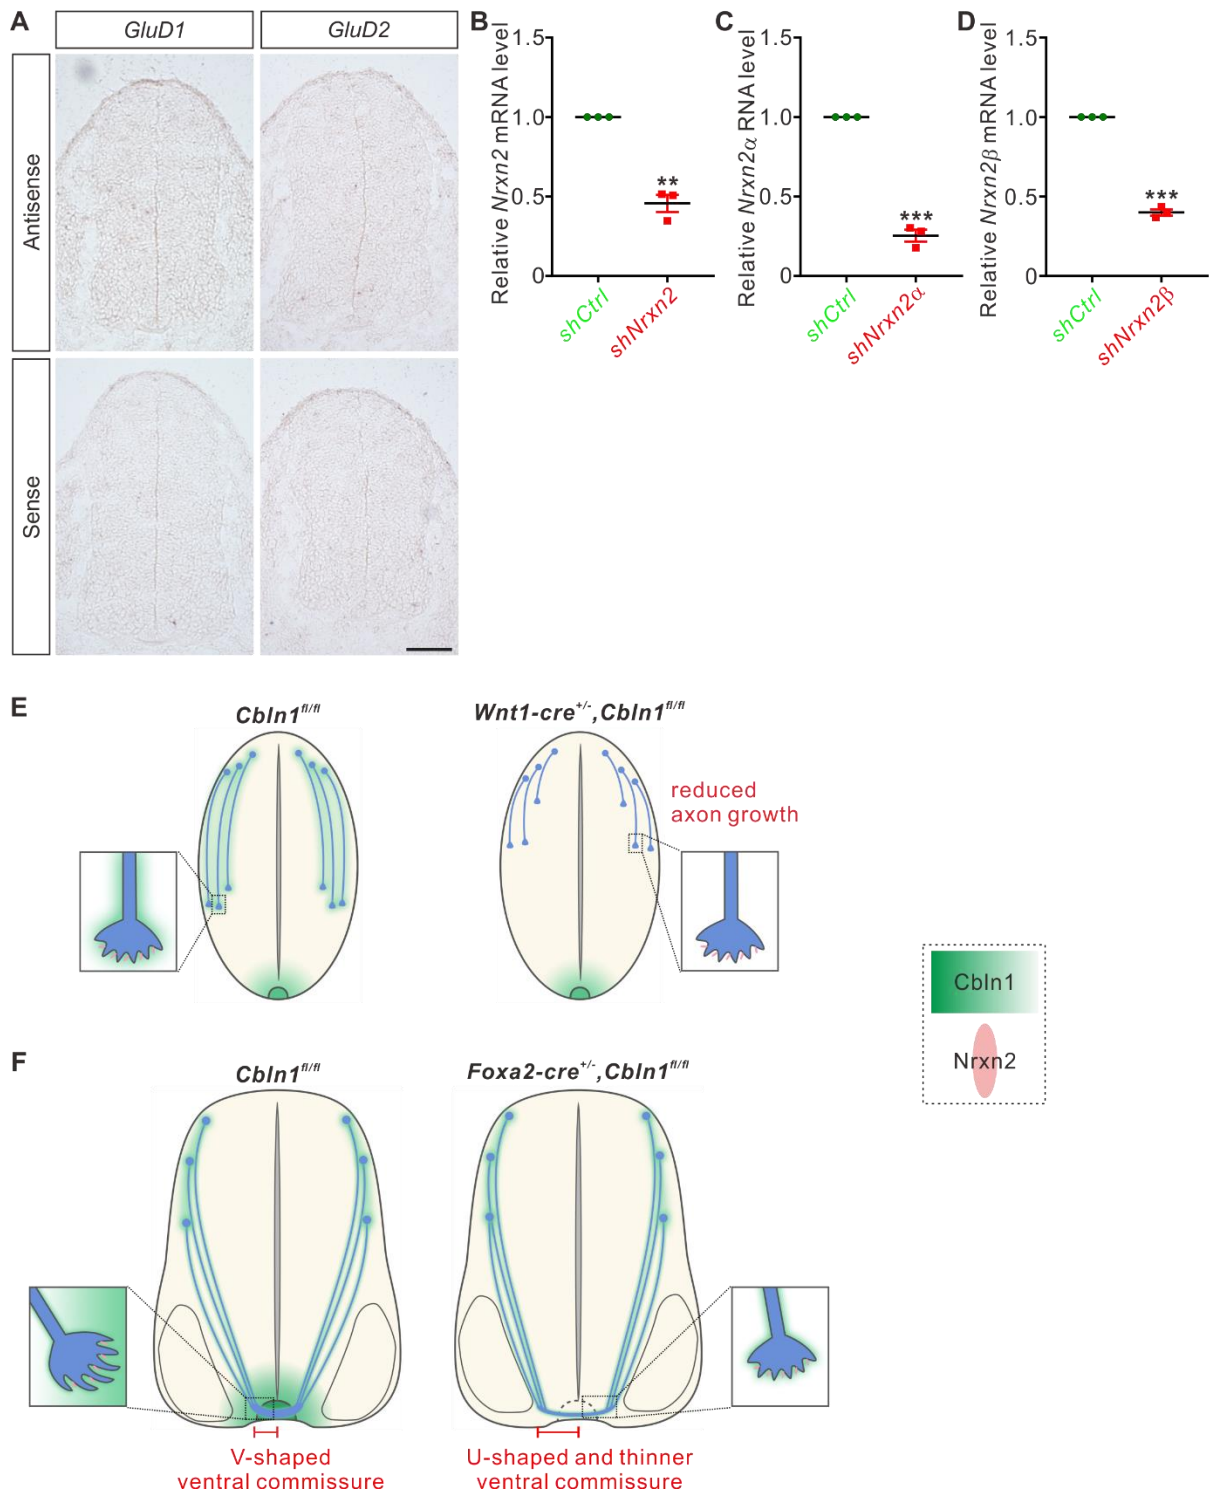 A
GluD1
GluD2
Antisense
Sense
B
Relative Nrxn2 mRNA level
1.5
1.0
0.5
0
**
shCtrl
shNrxn2
C
Relative Nrxn2α RNA level
1.5
1.0
0.5
0
***
shCtrl
shNrxn2α
D
Relative Nrxn2β mRNA level
1.5
1.0
0.5
0
***
shCtrl
shNrxn2β
E
Cbln1fl/fl
Wnt1-cre+/-,Cbln1fl/fl
reduced
axon growth
Cbln1
Nrxn2
F
Cbln1fl/fl
Foxa2-cre+/-,Cbln1fl/fl
V-shaped
ventral commissure
U-shaped and thinner
ventral commissure